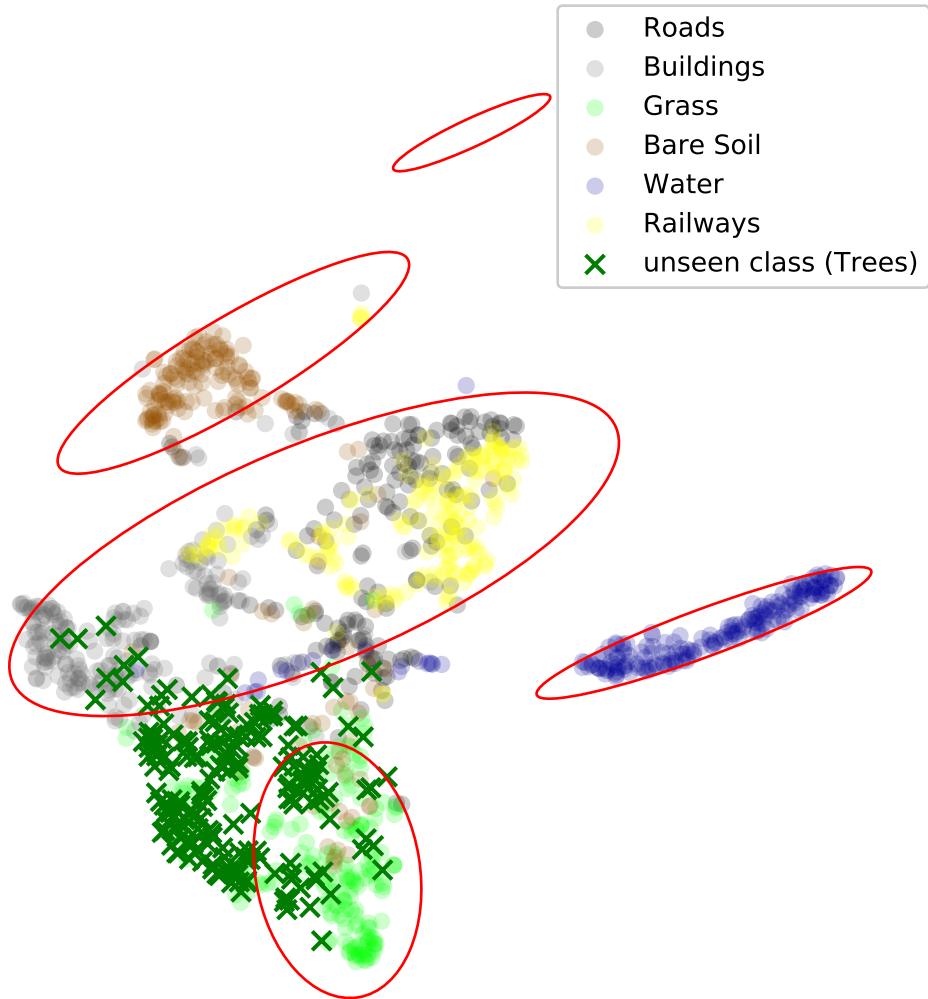 Roads
Buildings
Grass
Bare Soil
Water
Railways
unseen class (Trees)